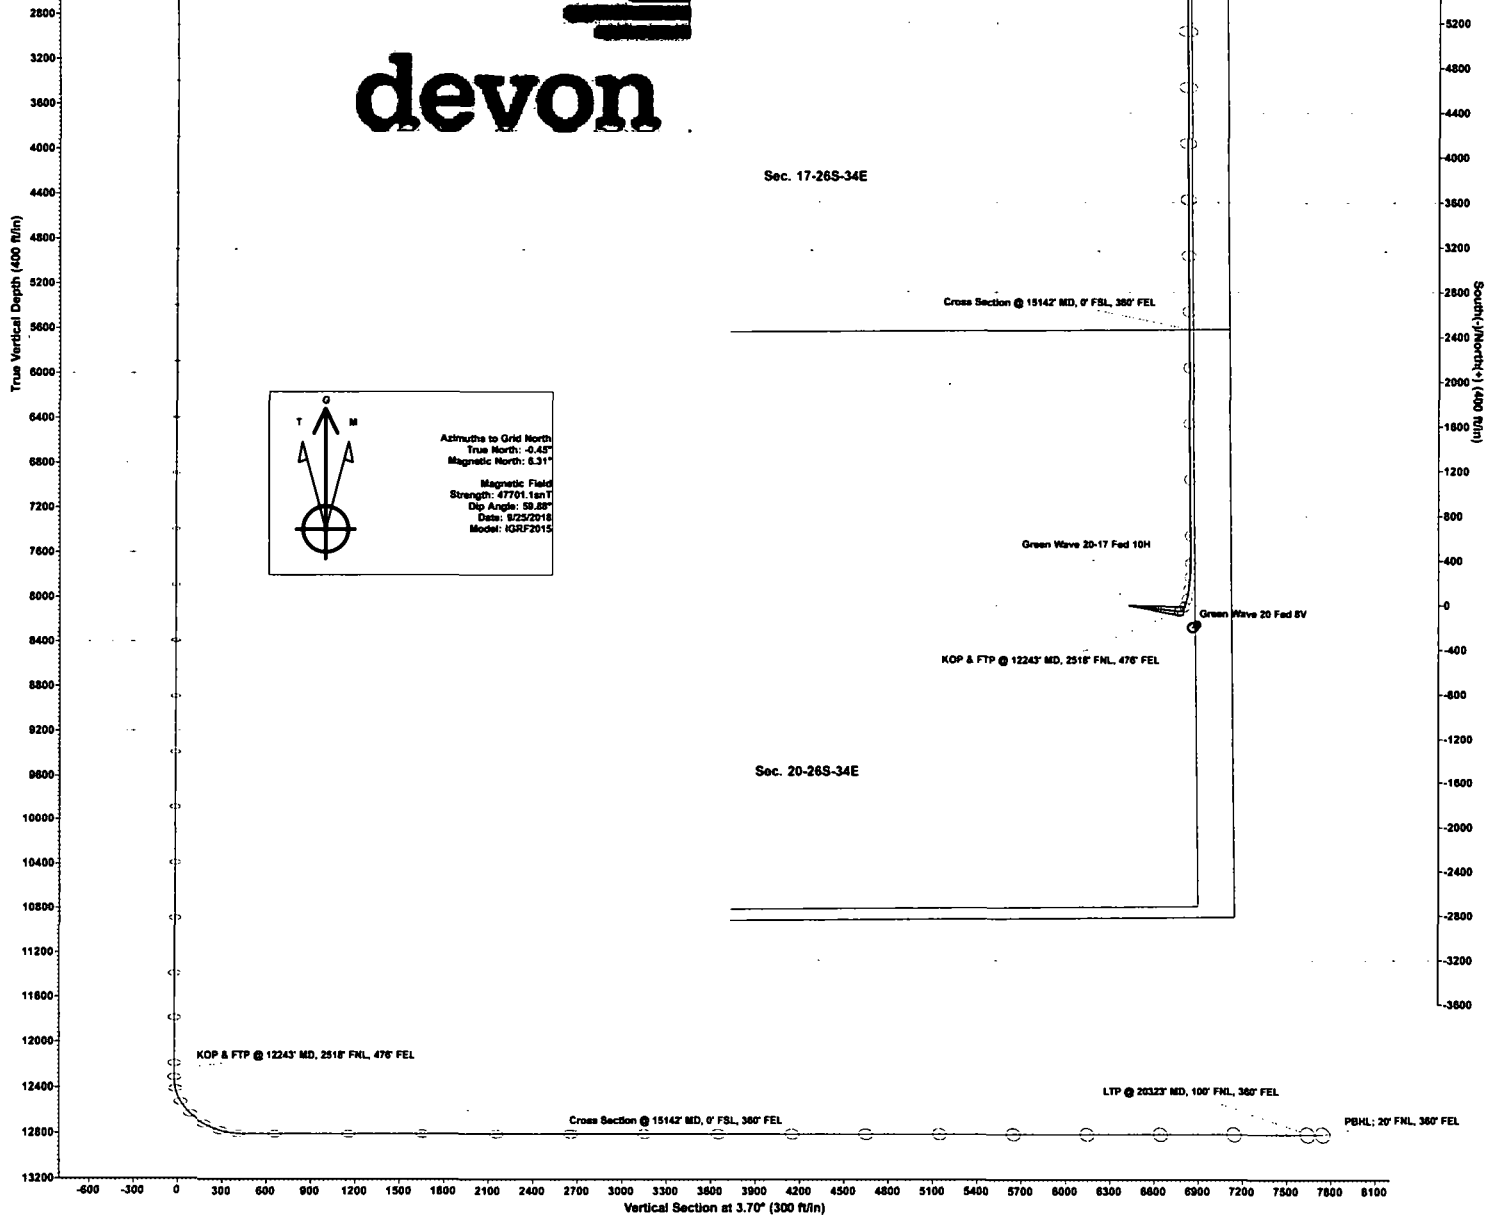 devon
True Vertical Depth (400 ft/in)
2800
3200
3600
4000
4400
4800
5200
5600
6000
6400
6800
7200
7600
8000
8400
8800
9200
9600
10000
10400
10800
11200
11600
12000
12400
12800
13200
G
T M
Azimuths to Grid North
True North: -0.45°
Magnetic North: 6.31°
Magnetic Field
Strength: 47701.1snT
Dip Angle: 59.88°
Date: 9/25/2018
Model: IGRF2015
Sec. 17-26S-34E
Cross Section @ 15142' MD, 0' FSL, 360' FEL
Green Wave 20-17 Fed 10H
Green Wave 20 Fed 8V
KOP & FTP @ 12243' MD, 2518' FNL, 476' FEL
Sec. 20-26S-34E
5200
4800
4400
4000
3600
3200
2800
2400
2000
1600
1200
800
400
0
-400
-800
-1200
-1600
-2000
-2400
-2800
-3200
-3600
South(-)/North(+) (400 ft/in)
KOP & FTP @ 12243' MD, 2518' FNL, 476' FEL
Cross Section @ 15142' MD, 0' FSL, 360' FEL
LTP @ 20323' MD, 100' FNL, 360' FEL
PBHL; 20' FNL, 360' FEL
-600 -300 0 300 600 900 1200 1500 1800 2100 2400 2700 3000 3300 3600 3900 4200 4500 4800 5100 5400 5700 6000 6300 6600 6900 7200 7500 7800 8100
Vertical Section at 3.70° (300 ft/in)